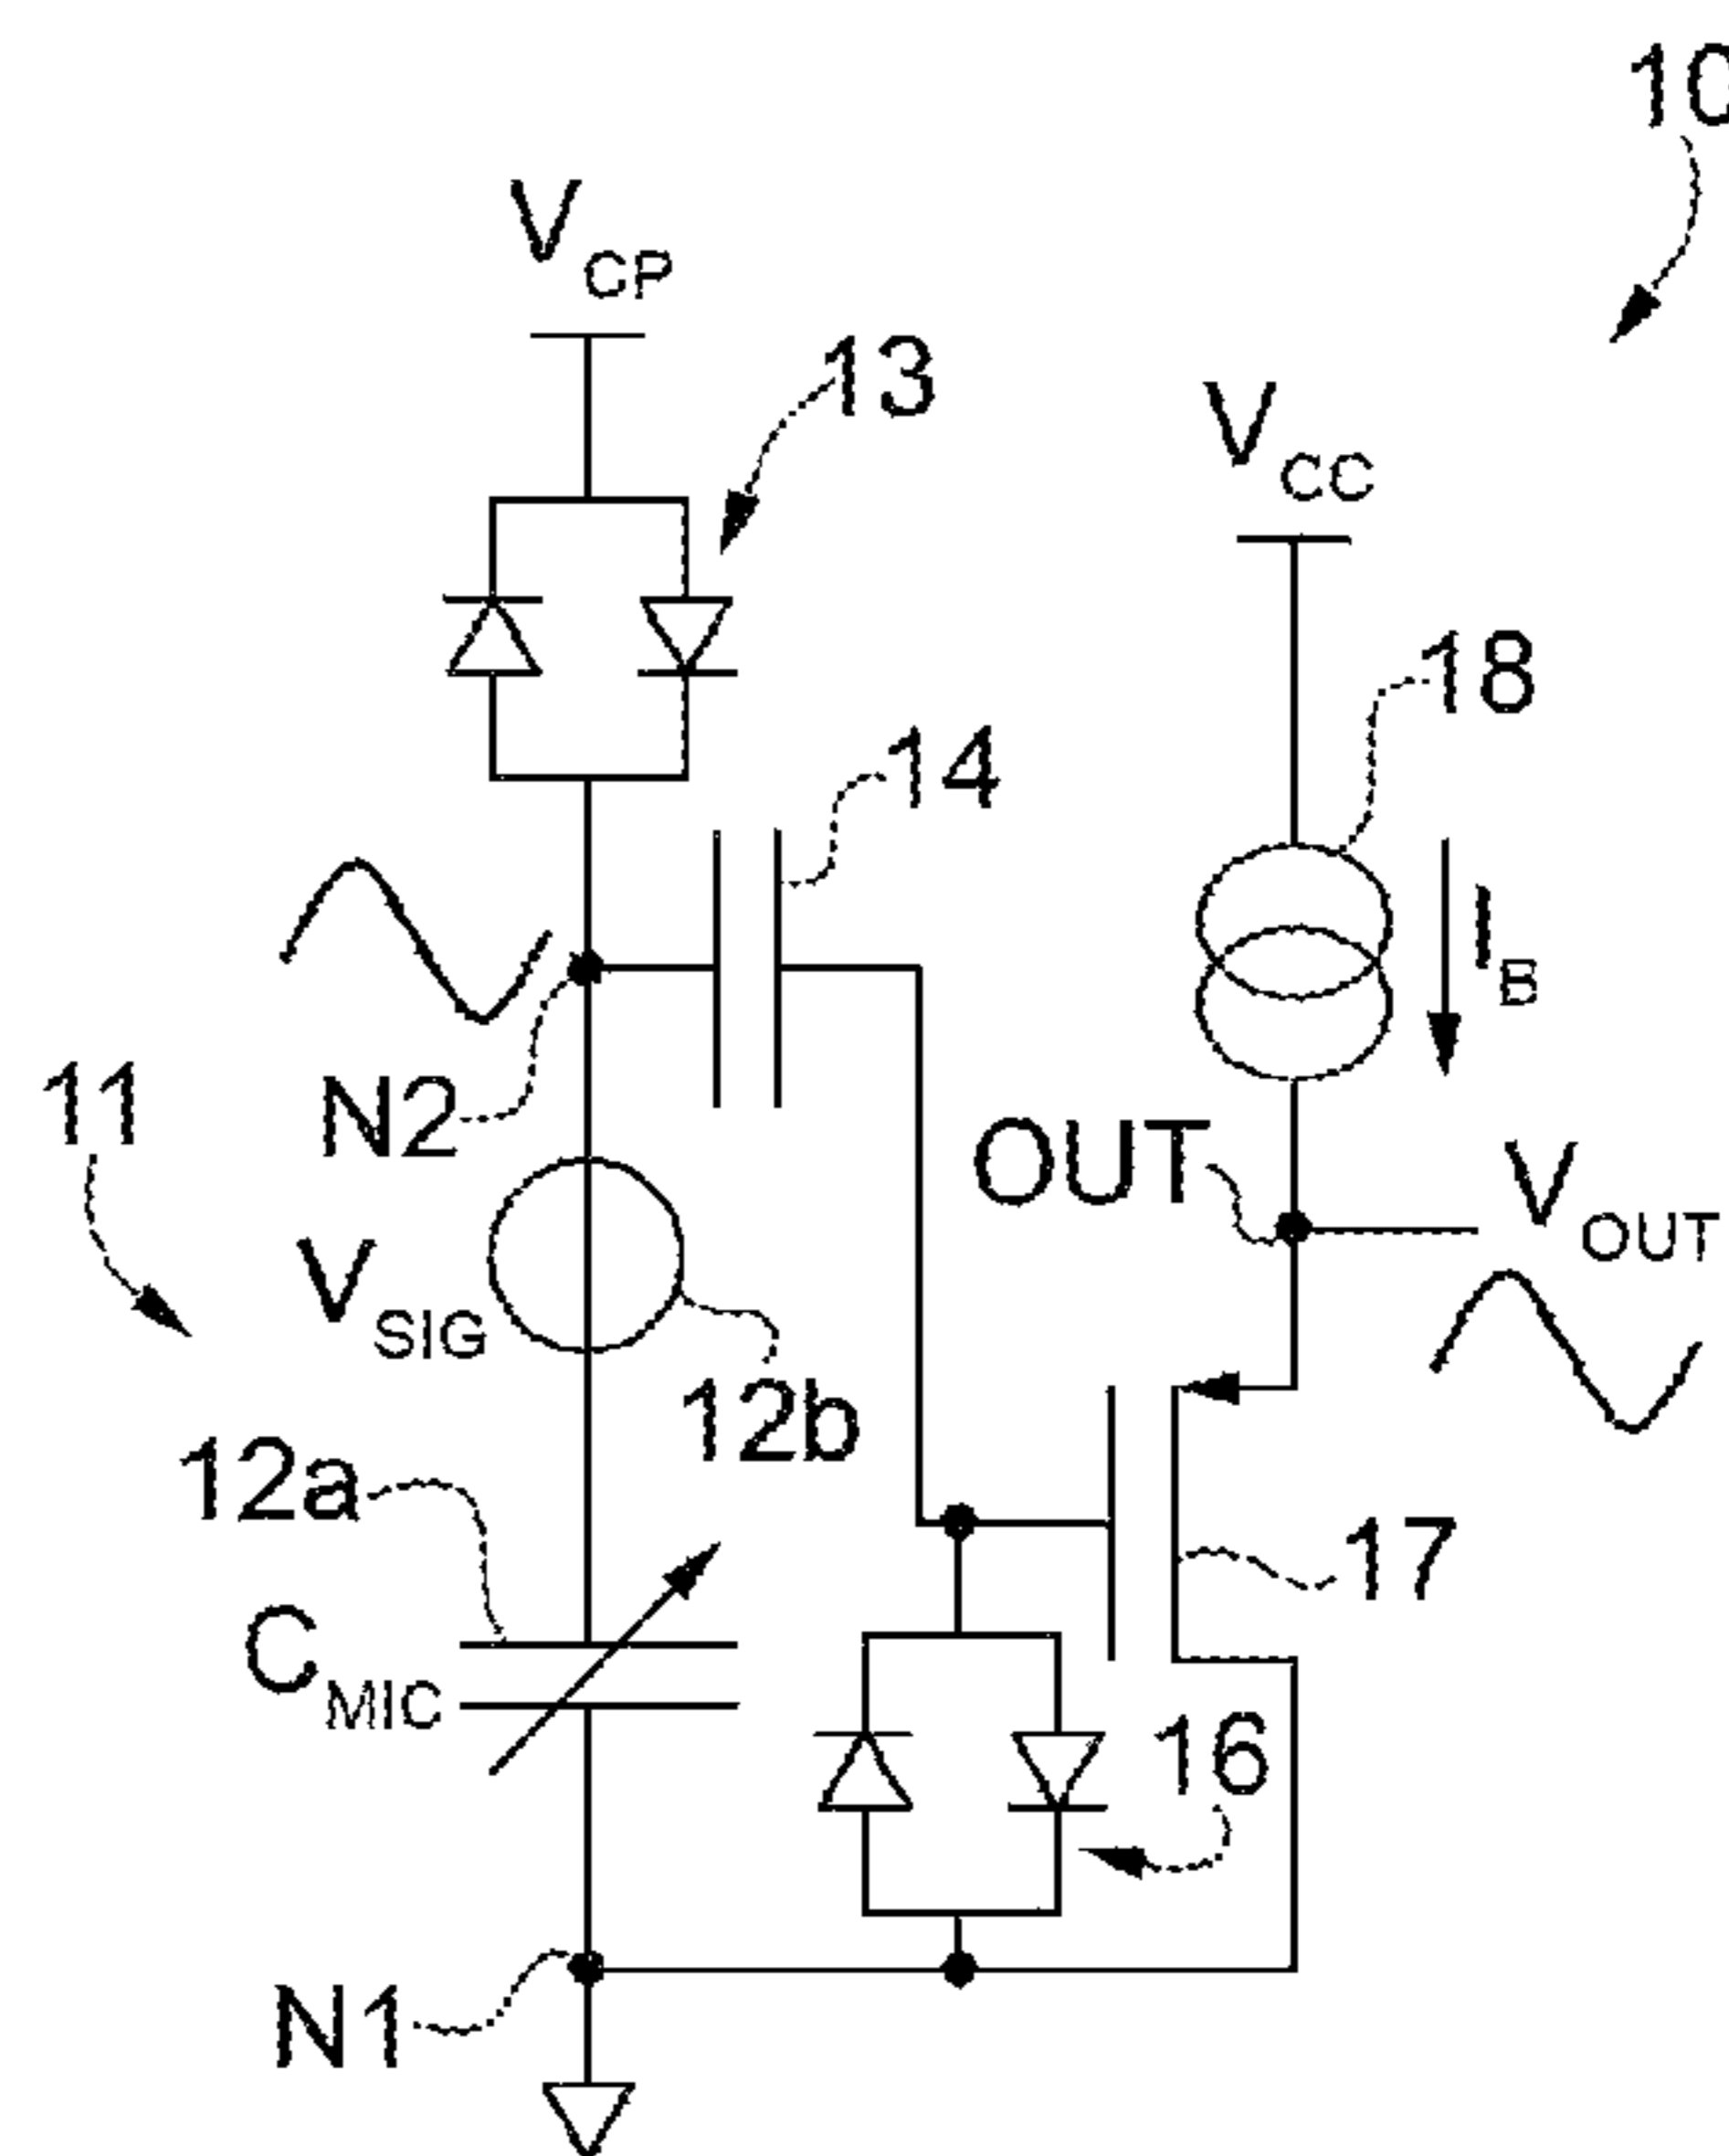 10
V_CP
13
V_CC
18
14
I_B
N2
11
OUT
V_OUT
V_SIG
12b
12a
17
C_MIC
16
N1